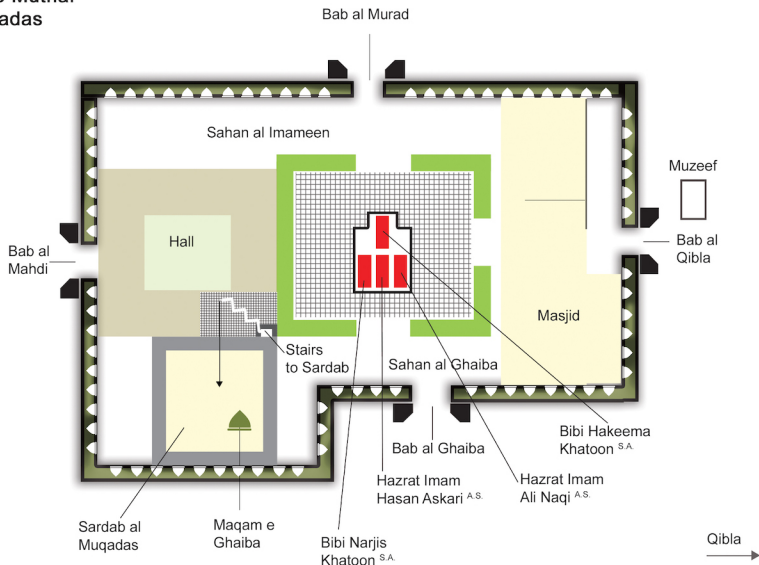 adas
Bab al Murad
Sahan al Imameen
Muzeef
Hall
Bab al
Mahdi
Bab al
Qibla
Masjid
Stairs
to Sardab
Sahan al Ghaiba
Bab al Ghaiba
Bibi Hakeema
Khatoon S.A.
Hazrat Imam
Hasan Askari A.S.
Hazrat Imam
Ali Naqi A.S.
Sardab al
Muqadas
Maqam e
Ghaiba
Bibi Narjis
Khatoon S.A.
Qibla